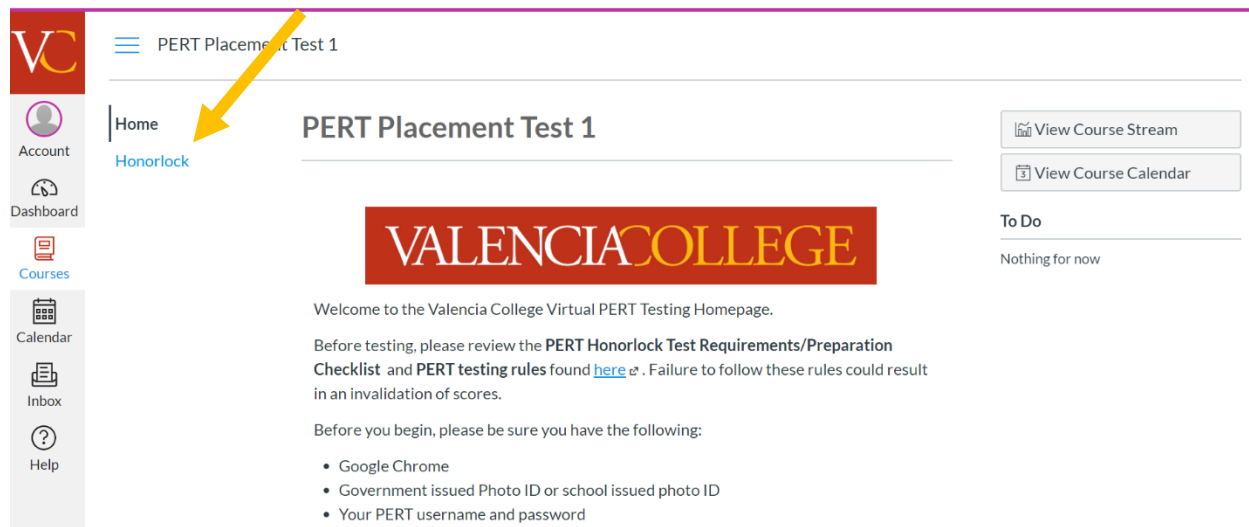 VC
PERT Placement Test 1
Account
Dashboard
Courses
Calendar
Inbox
Help
Home
Honorlock
PERT Placement Test 1
VALENCIACOLLEGE
Welcome to the Valencia College Virtual PERT Testing Homepage.
Before testing, please review the PERT Honorlock Test Requirements/Preparation
Checklist and PERT testing rules found here . Failure to follow these rules could result
in an invalidation of scores.
Before you begin, please be sure you have the following:
• Google Chrome
• Government issued Photo ID or school issued photo ID
• Your PERT username and password
View Course Stream
3 View Course Calendar
To Do
Nothing for now